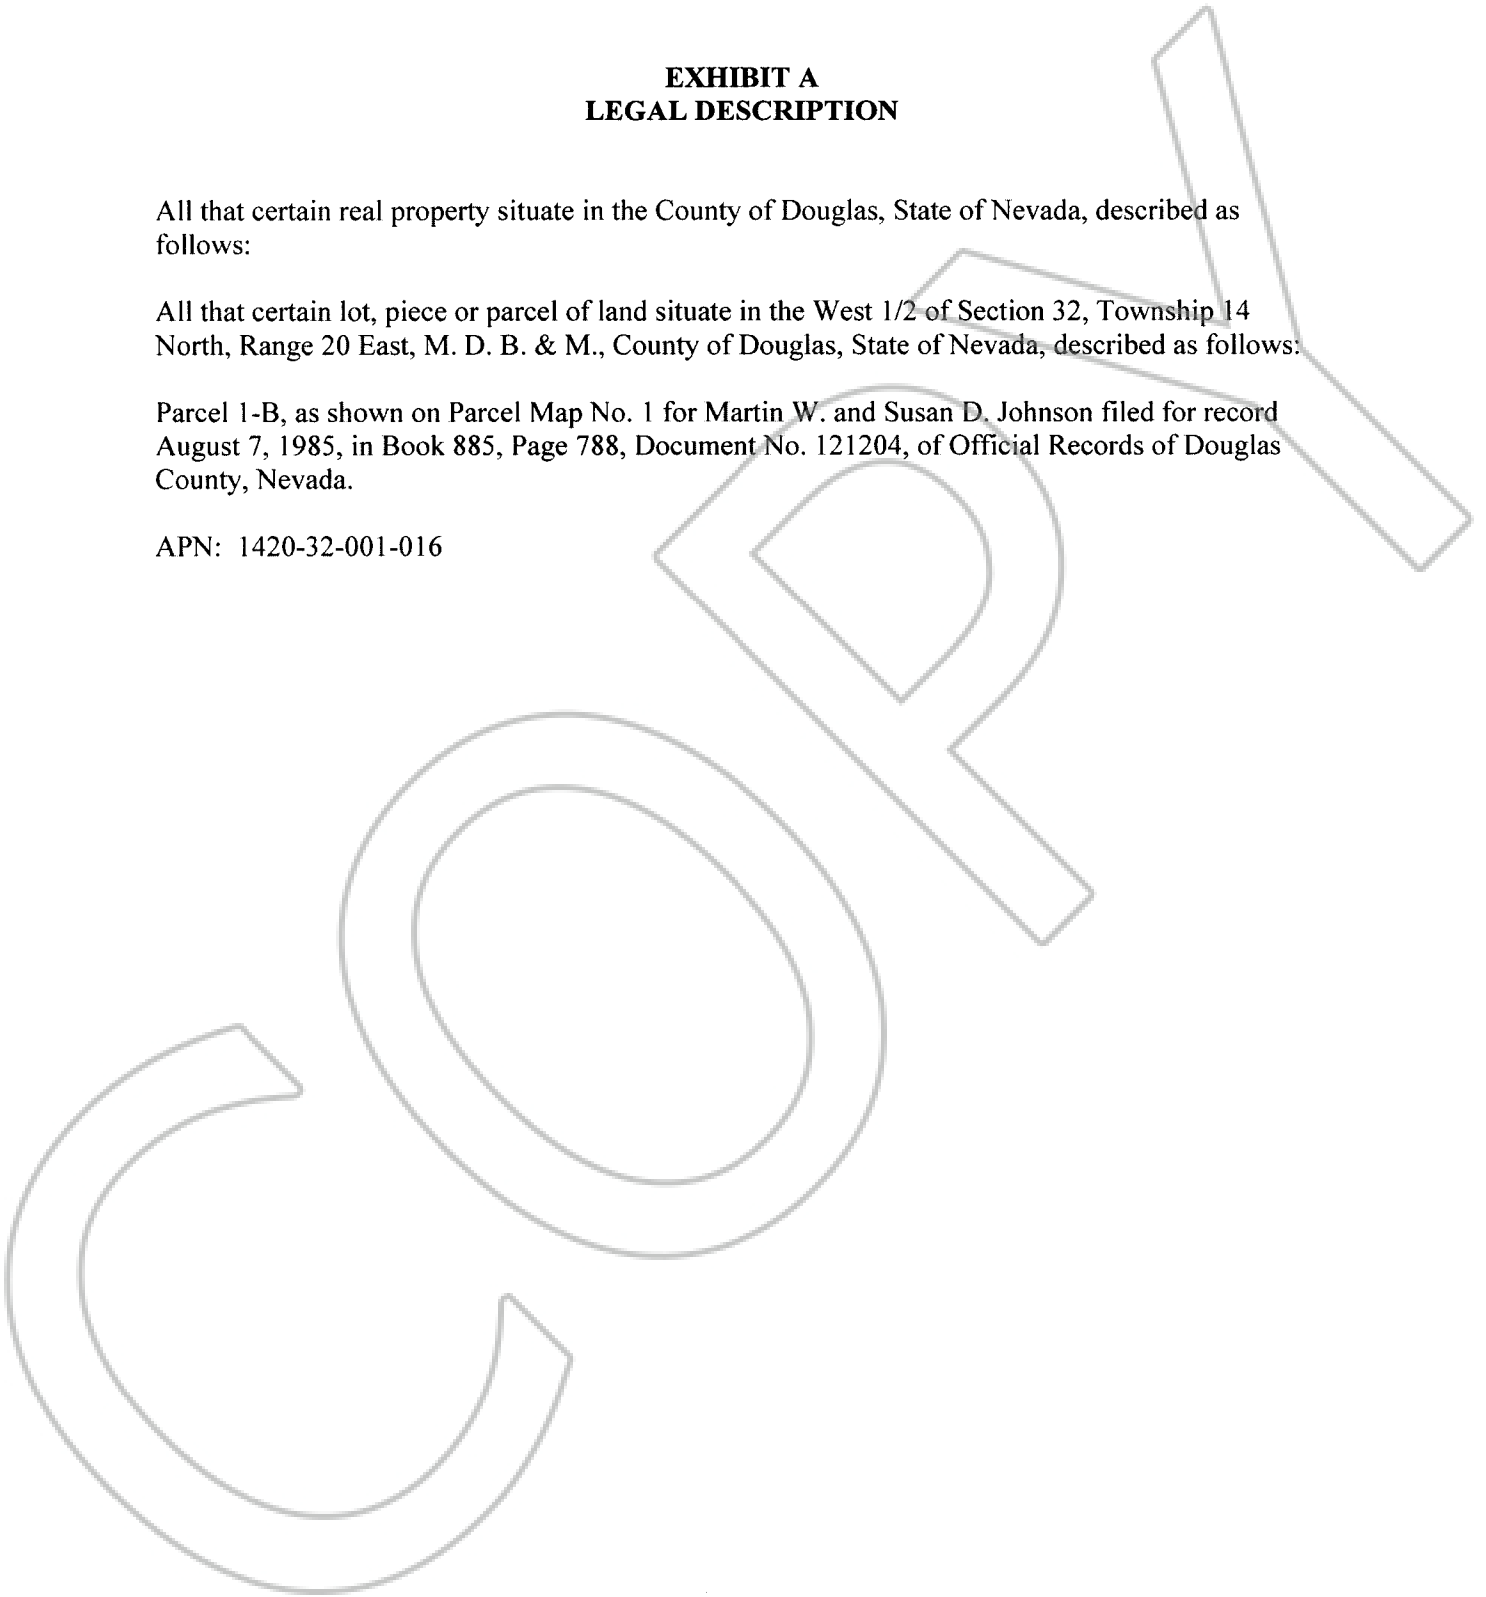 EXHIBIT A
LEGAL DESCRIPTION
All that certain real property situate in the County of Douglas, State of Nevada, described as
follows:
All that certain lot, piece or parcel of land situate in the West 1/2 of Section 32, Township 14
North, Range 20 East, M. D. B. & M., County of Douglas, State of Nevada, described as follows:
Parcel 1-B, as shown on Parcel Map No. 1 for Martin W. and Susan D. Johnson filed for record
August 7, 1985, in Book 885, Page 788, Document No. 121204, of Official Records of Douglas
County, Nevada.
APN: 1420-32-001-016
COPY